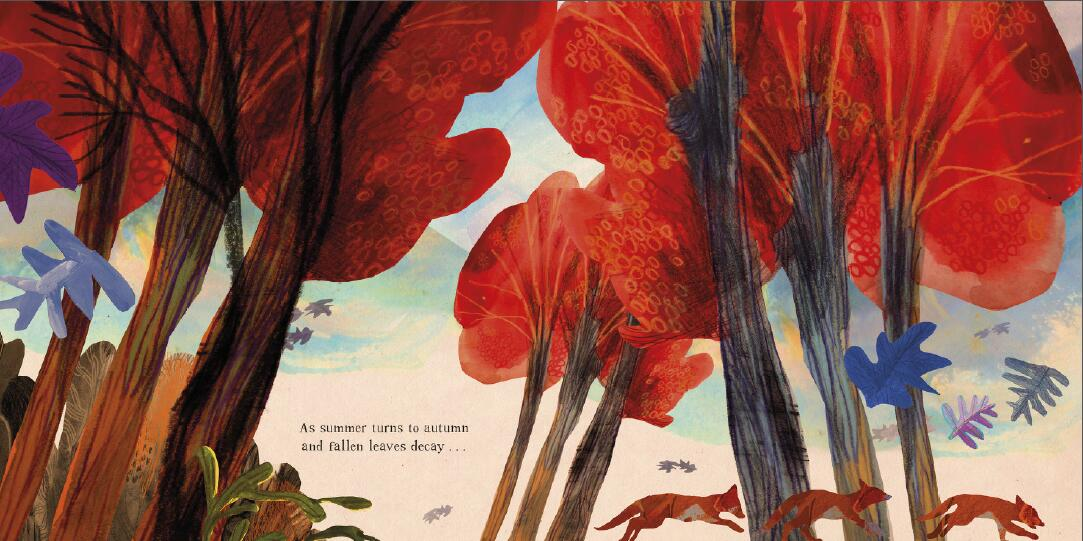 As summer turns to autumn
and fallen leaves decay . . .